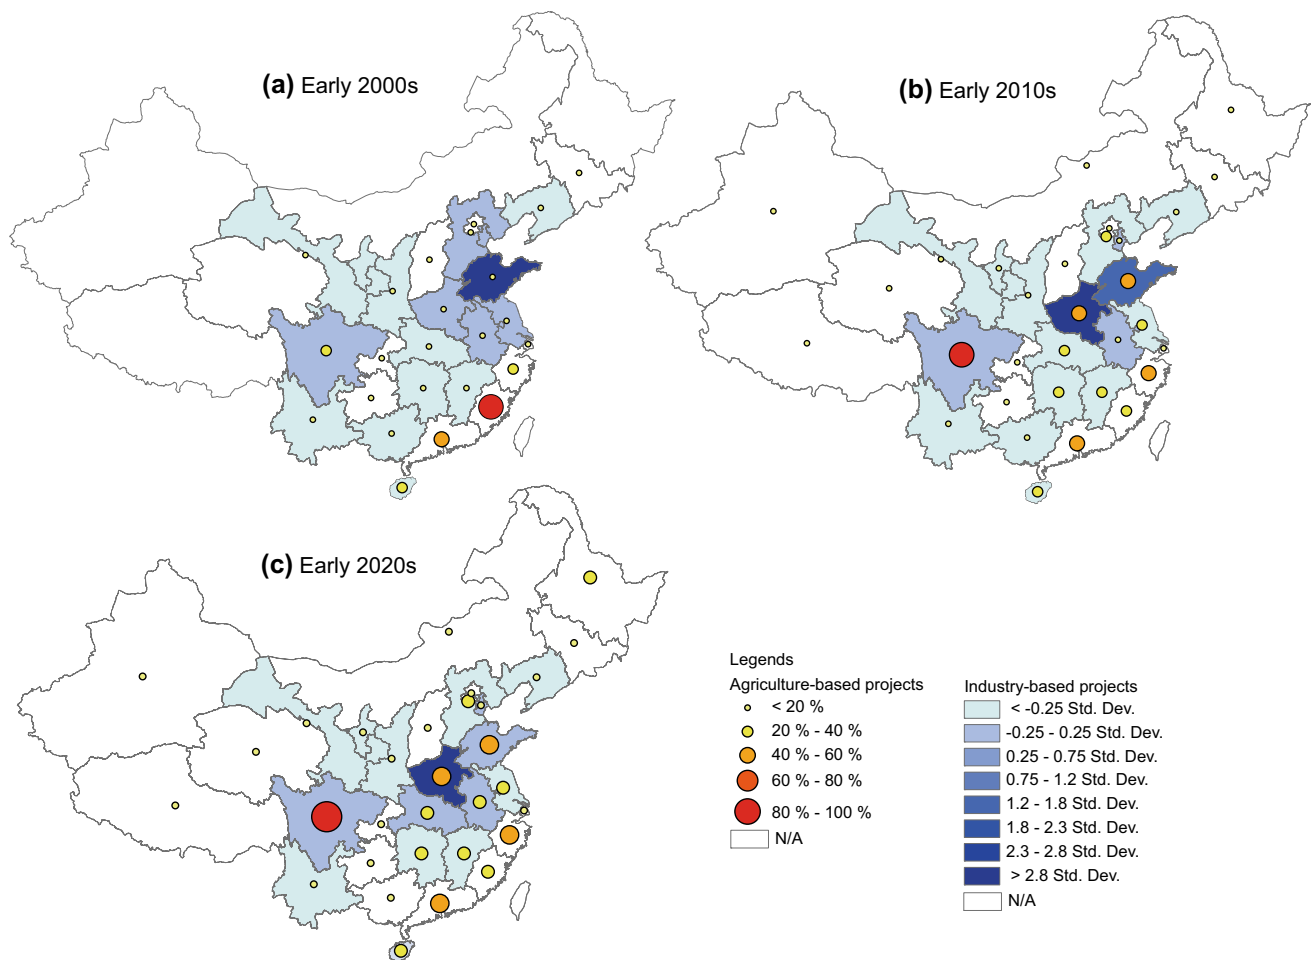 (a) Early 2000s
(b) Early 2010s
(c) Early 2020s
Legends
Agriculture-based projects
< 20 %
20 % - 40 %
40 % - 60 %
60 % - 80 %
80 % - 100 %
N/A
Industry-based projects
< -0.25 Std. Dev.
-0.25 - 0.25 Std. Dev.
0.25 - 0.75 Std. Dev.
0.75 - 1.2 Std. Dev.
1.2 - 1.8 Std. Dev.
1.8 - 2.3 Std. Dev.
2.3 - 2.8 Std. Dev.
> 2.8 Std. Dev.
N/A